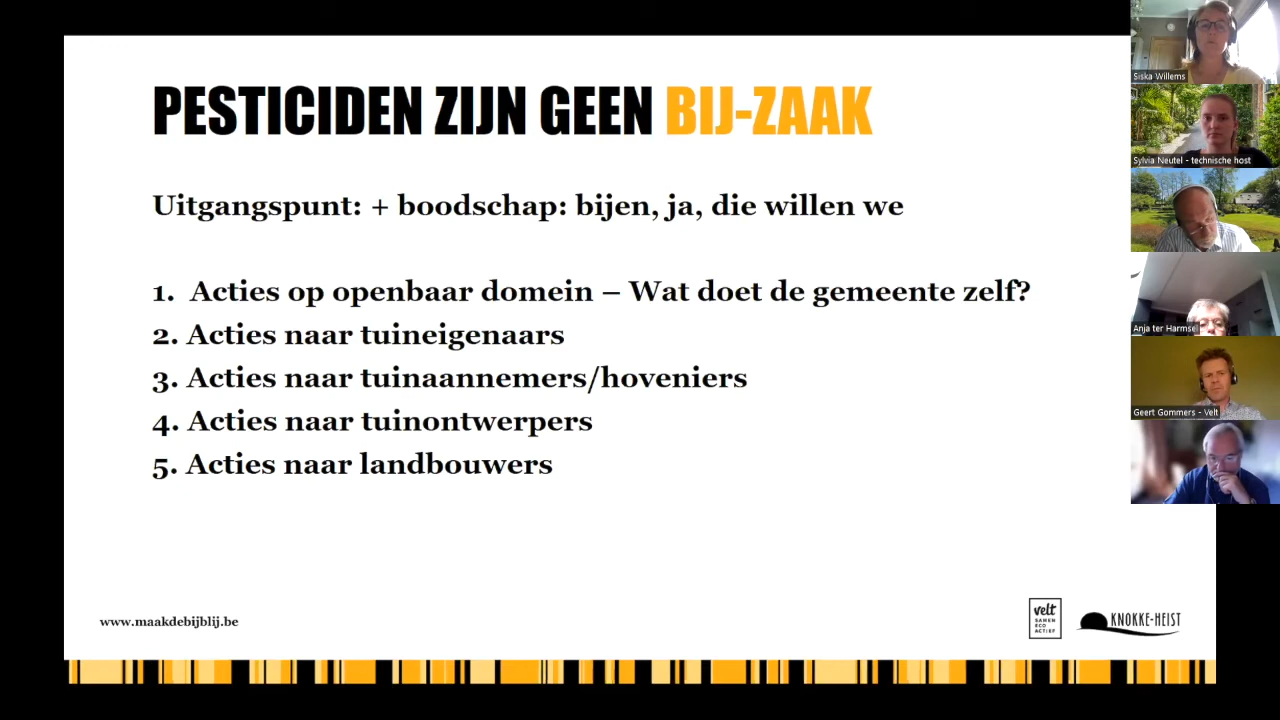 PESTICIDEN ZIJN GEEN BIJ-ZAAK
Uitgangspunt: + boodschap: bijen, ja, die willen we
1. Acties op openbaar domein – Wat doet de gemeente zelf?
2. Acties naar tuineigenaars
3. Acties naar tuinaannemers/hoveniers
4. Acties naar tuinontwerpers
5. Acties naar landbouwers
www.maakdebijblij.be
velt
SAMEN
ECO
ACTIEF
KNOKKE-HEIST
Siska Willems
Sylvia Neutel - technische host
Anja ter Harmsel
Geert Gommers - Velt